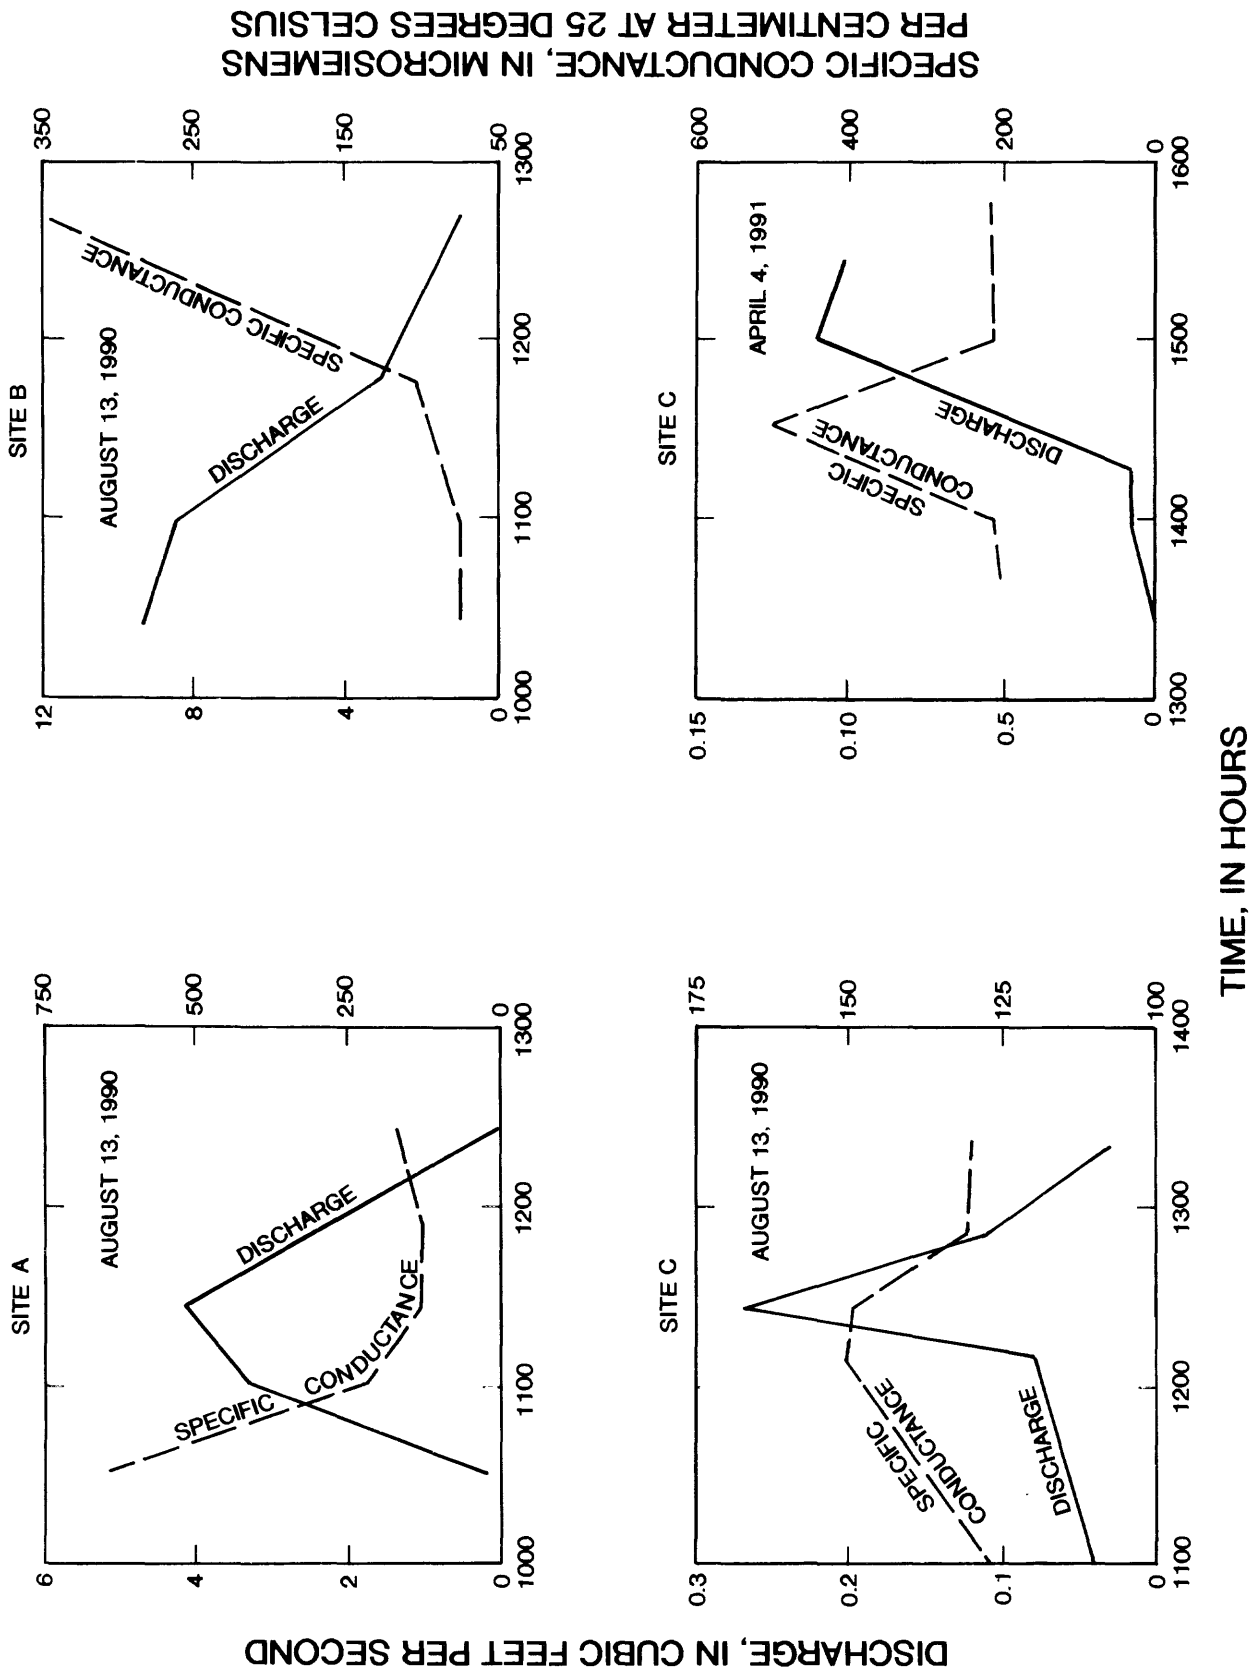 DISCHARGE, IN CUBIC FEET PER SECOND
SITE A
AUGUST 13, 1990
6
4
2
0
750
500
250
0
1000
1100
1200
1300
SPECIFIC CONDUCTANCE
DISCHARGE
SITE B
AUGUST 13, 1990
12
8
4
0
350
250
150
50
1000
1100
1200
1300
DISCHARGE
SPECIFIC CONDUCTANCE
SITE C
AUGUST 13, 1990
0.3
0.2
0.1
0
175
150
125
100
1100
1200
1300
1400
SPECIFIC
CONDUCTANCE
DISCHARGE
SITE C
APRIL 4, 1991
0.15
0.10
0.5
0
600
400
200
0
1300
1400
1500
1600
SPECIFIC
CONDUCTANCE
DISCHARGE
SPECIFIC CONDUCTANCE, IN MICROSIEMENS
PER CENTIMETER AT 25 DEGREES CELSIUS
TIME, IN HOURS